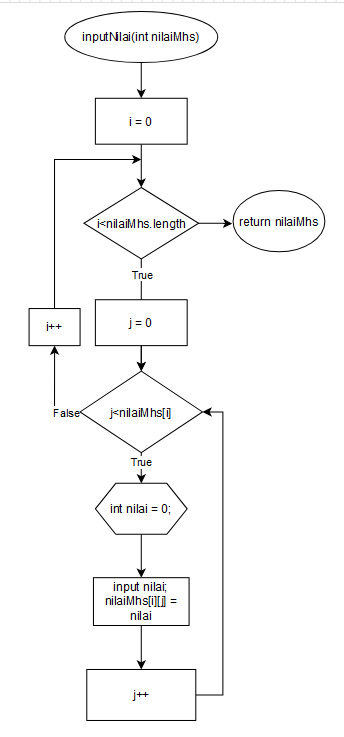 inputNilai(int nilaiMhs)
i = 0
i<nilaiMhs.length
return nilaiMhs
True
i++
j = 0
j<nilaiMhs[i]
False
True
int nilai = 0;
input nilai;
nilaiMhs[i][j] =
nilai
j++